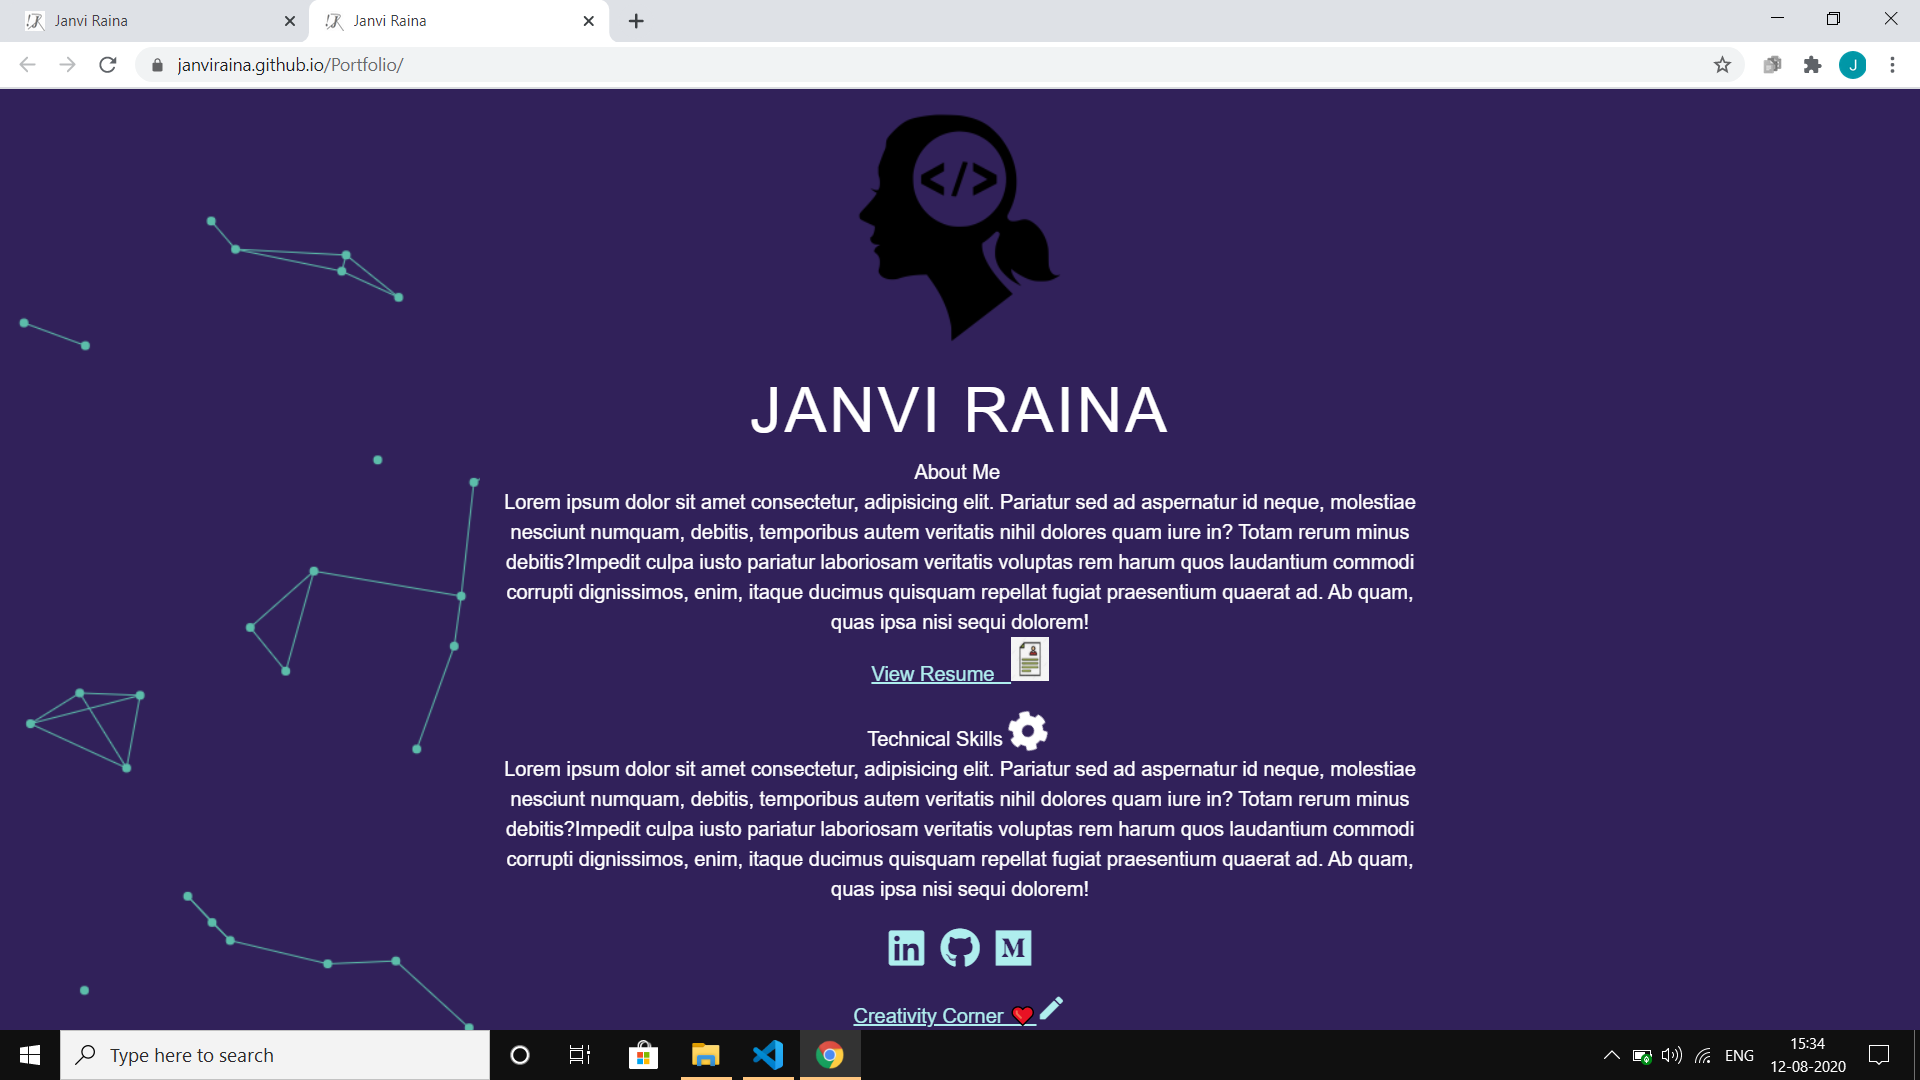 Janvi Raina
Janvi Raina
janviraina.github.io/Portfolio/
J
</>
JANVI RAINA
About Me
Lorem ipsum dolor sit amet consectetur, adipisicing elit. Pariatur sed ad aspernatur id neque, molestiae
nesciunt numquam, debitis, temporibus autem veritatis nihil dolores quam iure in? Totam rerum minus
debitis?Impedit culpa iusto pariatur laboriosam veritatis voluptas rem harum quos laudantium commodi
corrupti dignissimos, enim, itaque ducimus quisquam repellat fugiat praesentium quaerat ad. Ab quam,
quas ipsa nisi sequi dolorem!
View Resume
Technical Skills
Lorem ipsum dolor sit amet consectetur, adipisicing elit. Pariatur sed ad aspernatur id neque, molestiae
nesciunt numquam, debitis, temporibus autem veritatis nihil dolores quam iure in? Totam rerum minus
debitis?Impedit culpa iusto pariatur laboriosam veritatis voluptas rem harum quos laudantium commodi
corrupti dignissimos, enim, itaque ducimus quisquam repellat fugiat praesentium quaerat ad. Ab quam,
quas ipsa nisi sequi dolorem!
in M
Creativity Corner ❤️
Type here to search
ENG
15:34
12-08-2020